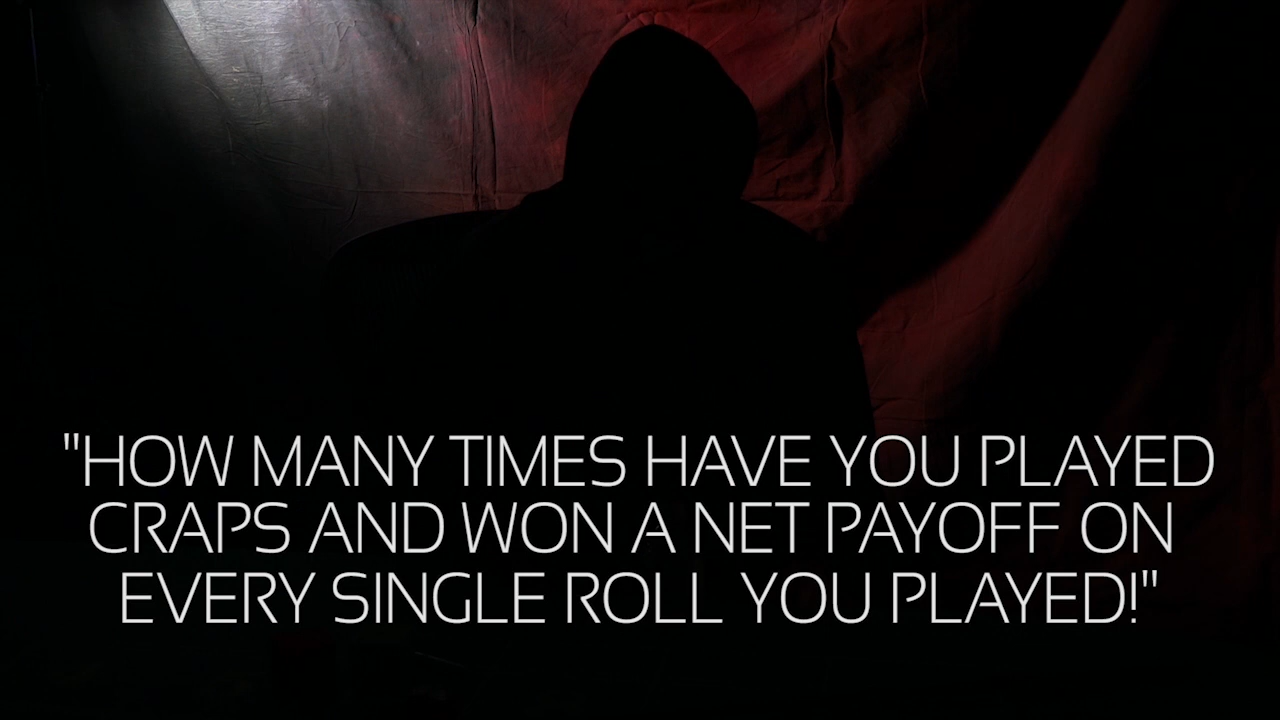 "HOW MANY TIMES HAVE YOU PLAYED
CRAPS AND WON A NET PAYOFF ON
EVERY SINGLE ROLL YOU PLAYED!"